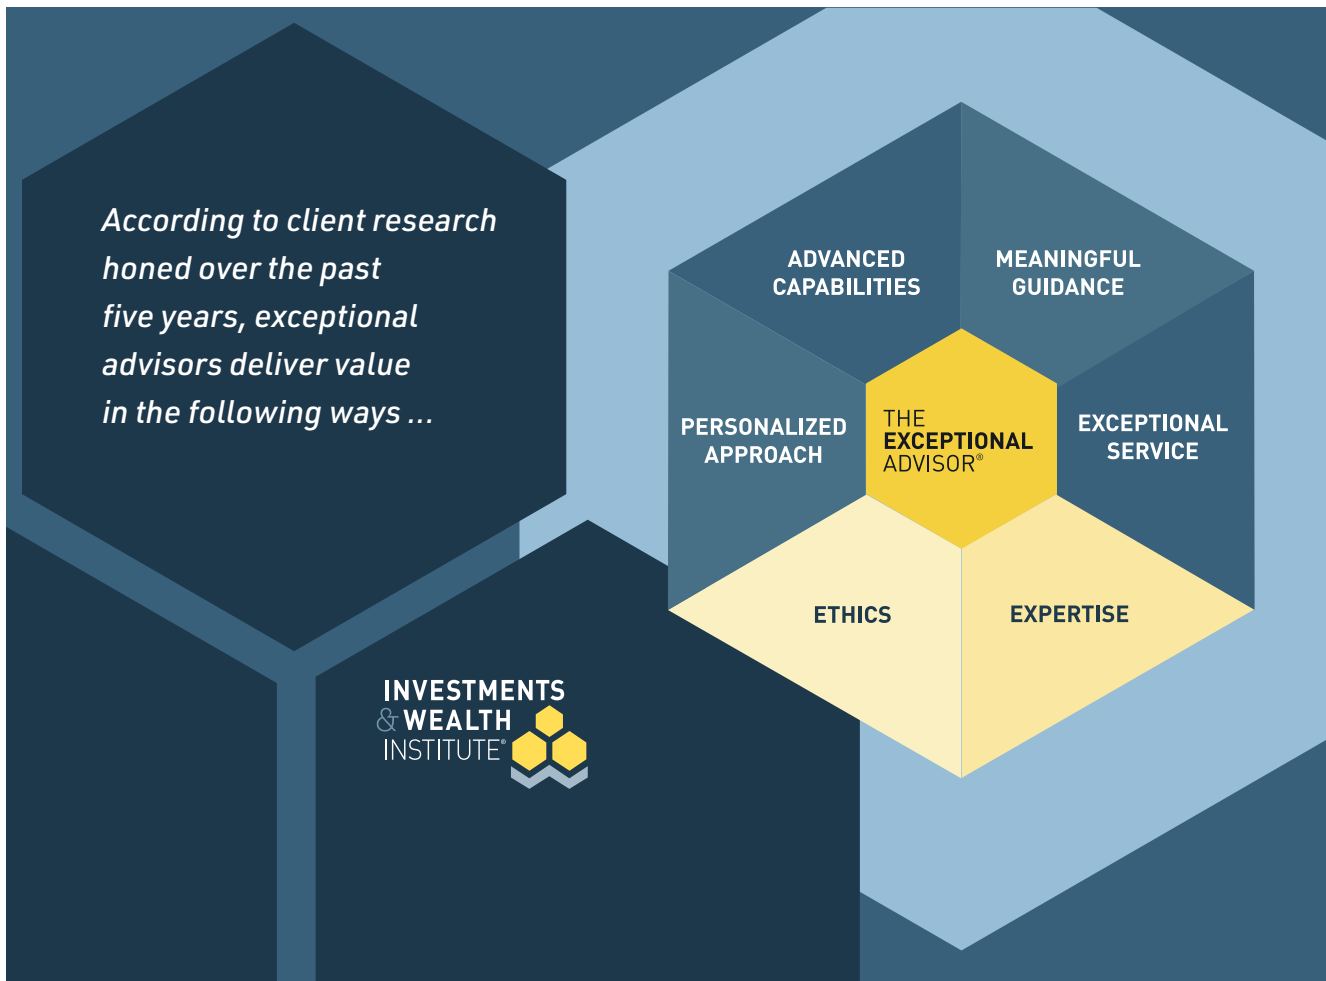 According to client research
honed over the past
five years, exceptional
advisors deliver value
in the following ways ...
ADVANCED
CAPABILITIES
MEANINGFUL
GUIDANCE
PERSONALIZED
APPROACH
THE
EXCEPTIONAL
ADVISOR®
EXCEPTIONAL
SERVICE
ETHICS
EXPERTISE
INVESTMENTS
& WEALTH
INSTITUTE®